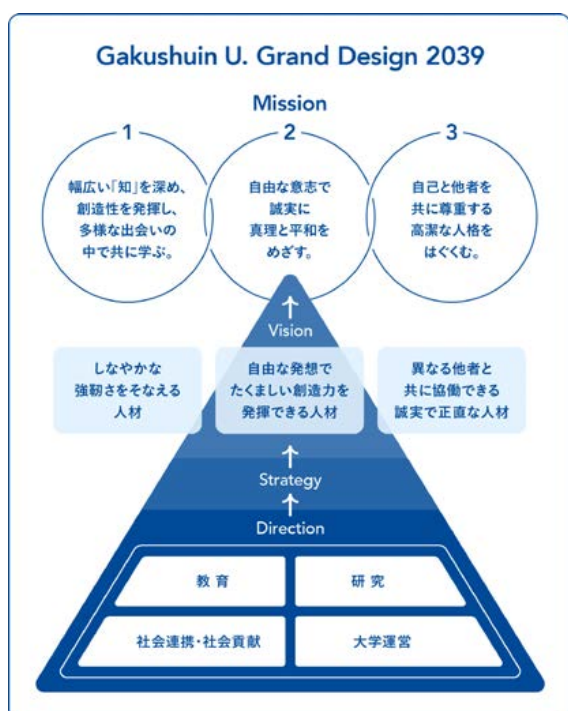 Gakushuin U. Grand Design 2039
Mission
1
幅広い「知」を深め、
創造性を発揮し、
多様な出会いの
中で共に学ぶ。
2
自由な意志で
誠実に
真理と平和を
めざす。
3
自己と他者を
共に尊重する
高潔な人格を
はぐくむ。
Vision
しなやかな
強靭さをそなえる
人材
自由な発想で
たくましい創造力を
発揮できる人材
異なる他者と
共に協働できる
誠実で正直な人材
Strategy
Direction
教育
研究
社会連携・社会貢献
大学運営